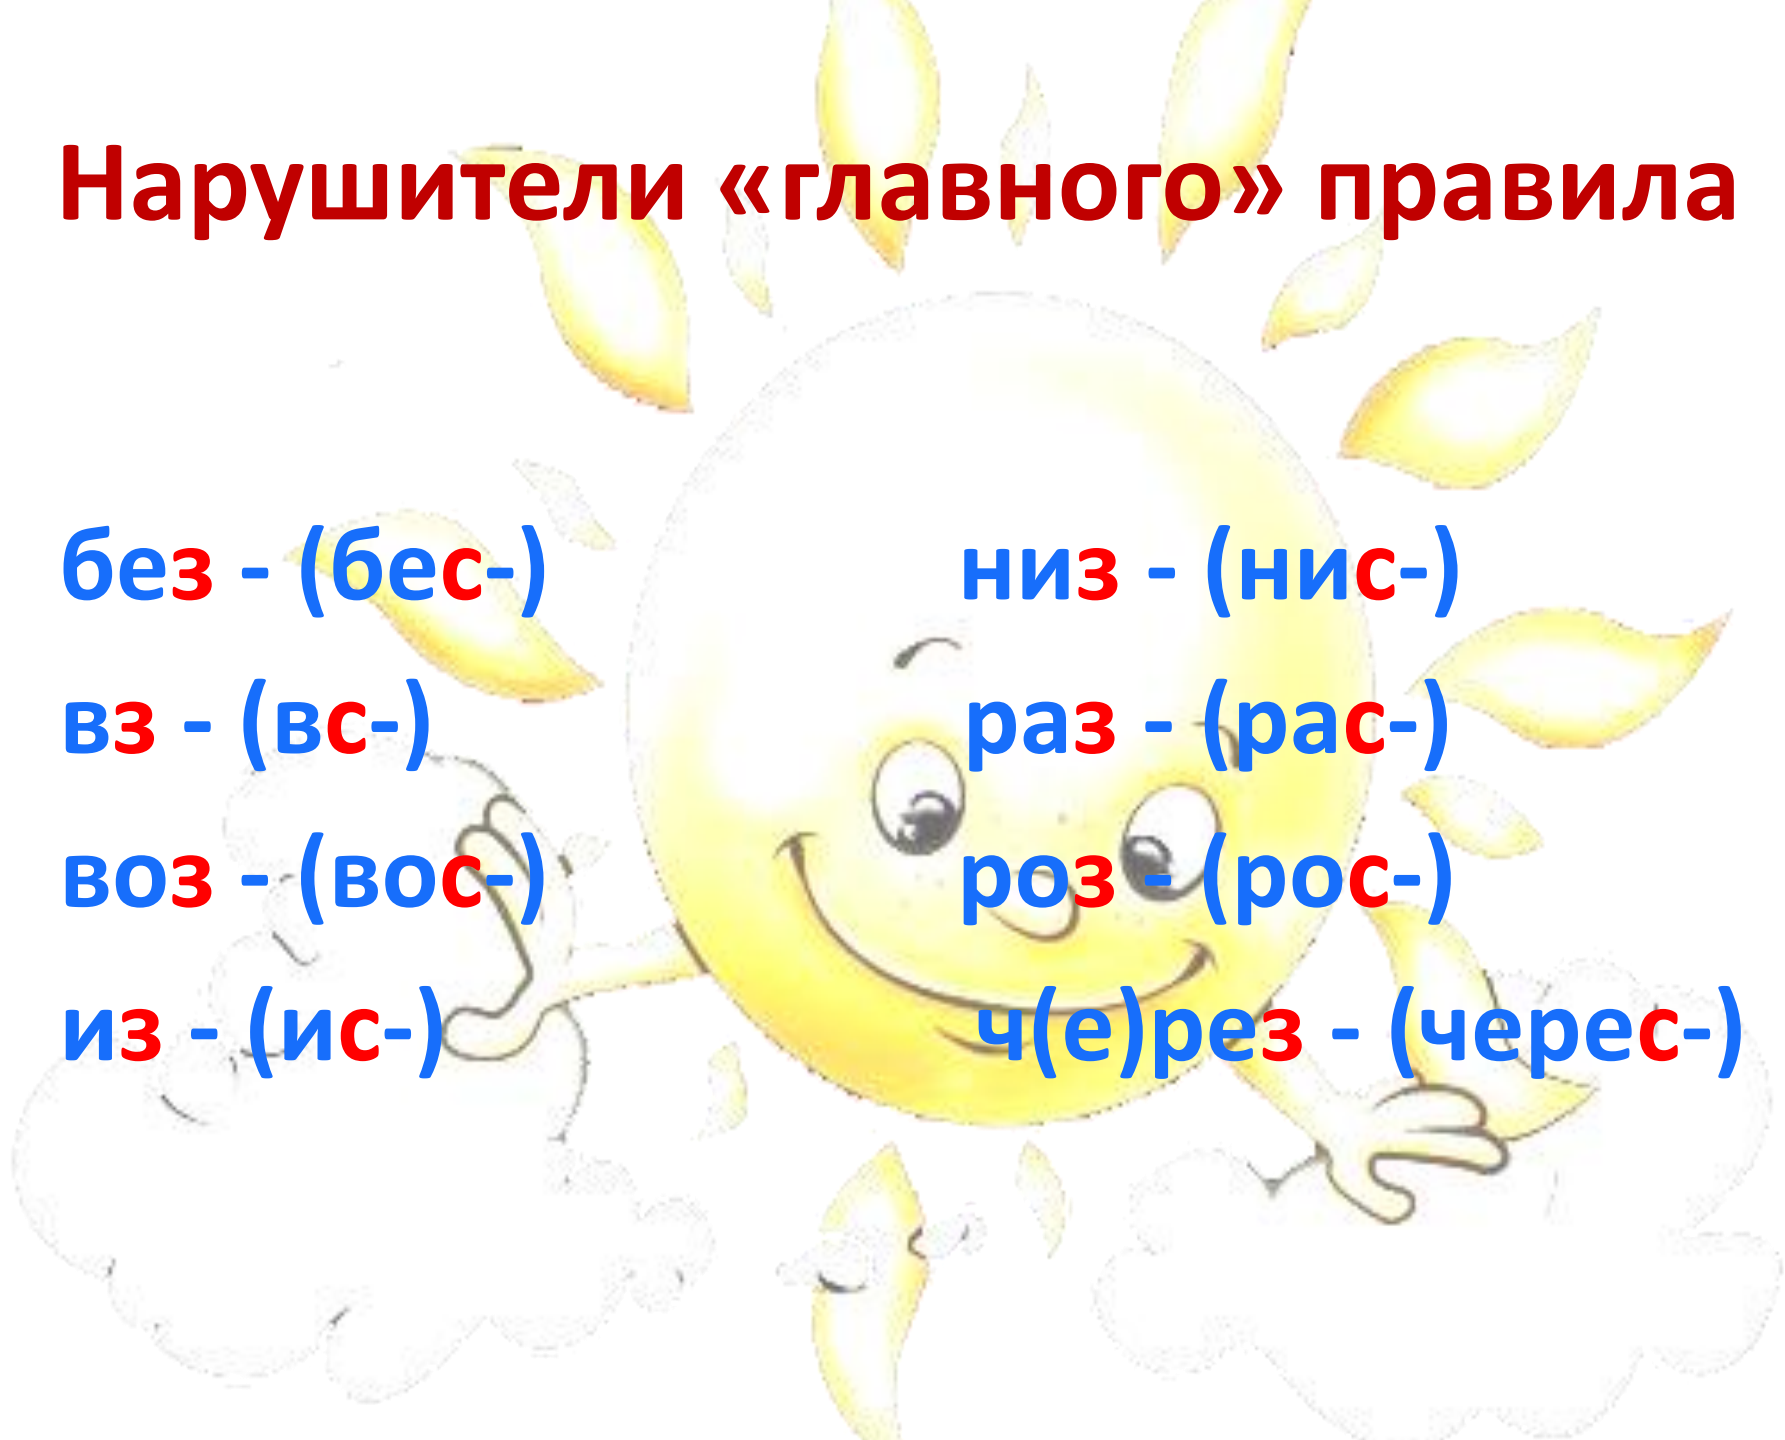 Нарушители «главного» правила
без - (бес-) низ - (нис-)
вз - (вс-) раз - (рас-)
воз - (вос-) роз - (рос-)
из - (ис-) ч(е)рез - (черес-)